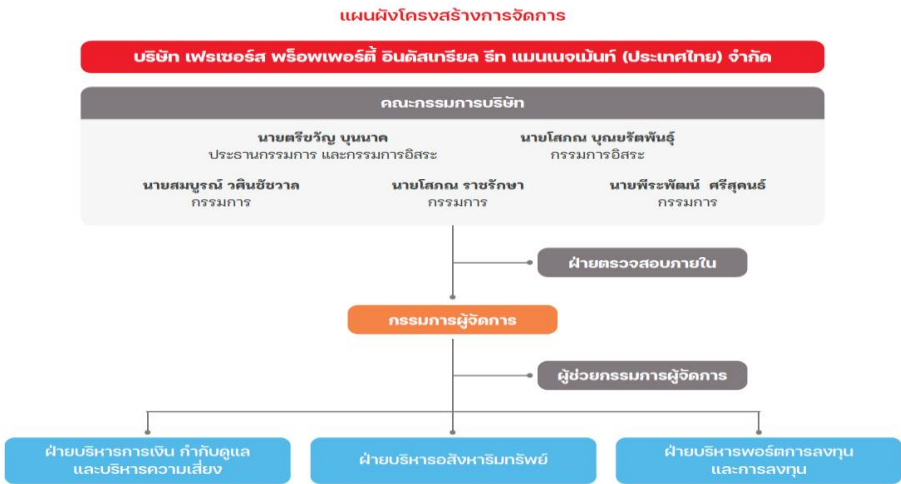 แผนผังโครงสร้างการจัดการ
บริษัท เฟรเซอร์ส พร็อพเพอร์ตี้ อินดัสเทรียล รีท แมนเนจเม้นท์ (ประเทศไทย) จำกัด
คณะกรรมการบริษัท
นายตรีขวัญ บุนนาค
ประธานกรรมการ และกรรมการอิสระ
นายโสภณ บุณยรัตพันธุ์
กรรมการอิสระ
นายสมบูรณ์ วศินชัชวาล
กรรมการ
นายโสภณ ราชรักษา
กรรมการ
นายพีระพัฒน์ ศรีสุคนธ์
กรรมการ
ฝ่ายตรวจสอบภายใน
กรรมการผู้จัดการ
ผู้ช่วยกรรมการผู้จัดการ
ฝ่ายบริหารการเงิน กำกับดูแล
และบริหารความเสี่ยง
ฝ่ายบริหารอสังหาริมทรัพย์
ฝ่ายบริหารพอร์ตการลงทุน
และการลงทุน